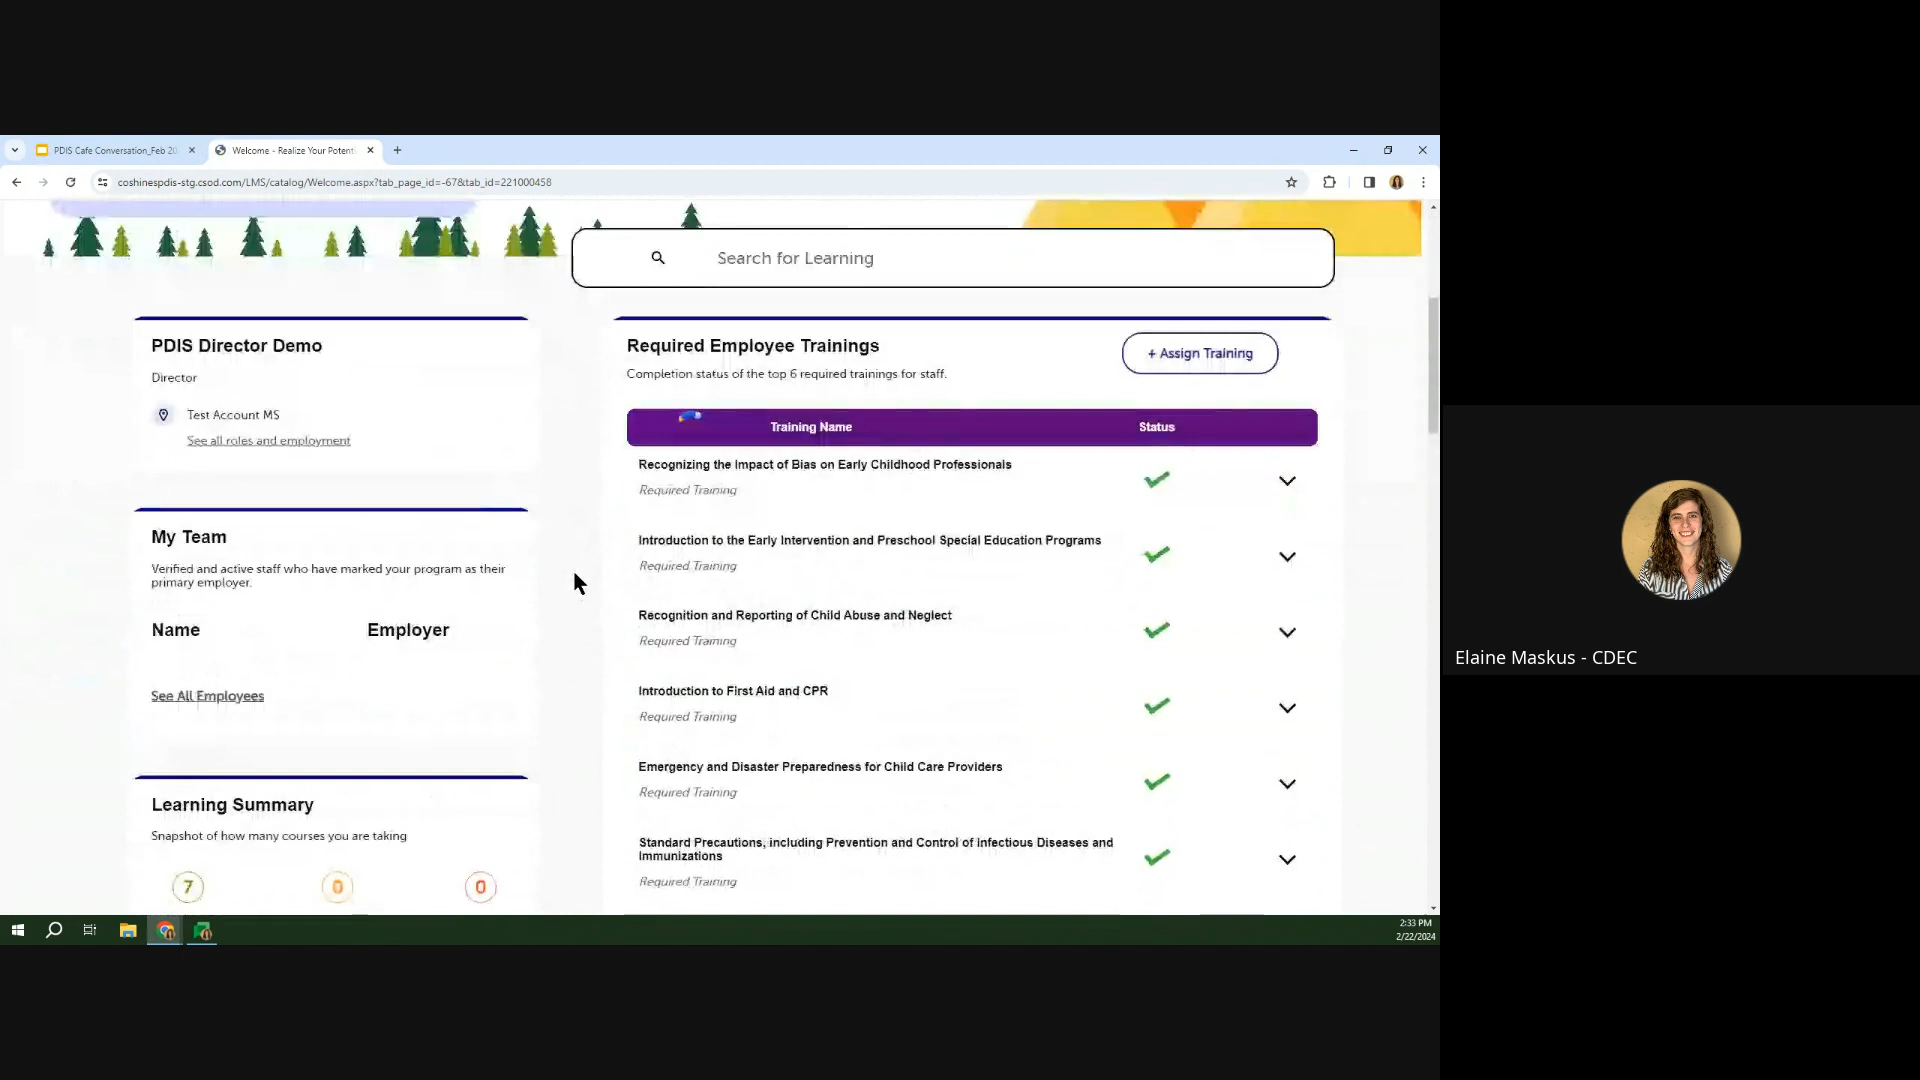 PDIS Cafe Conversation_Feb 20
Welcome - Realize Your Potent
coshinespdis-stg.csod.com/LMS/catalog/Welcome.aspx?tab_page_id=-67&tab_id=221000458
Search for Learning
PDIS Director Demo
Director
Test Account MS
See all roles and employment
My Team
Verified and active staff who have marked your program as their
primary employer.
Name
Employer
See All Employees
Learning Summary
Snapshot of how many courses you are taking
7
0
0
Required Employee Trainings
+ Assign Training
Completion status of the top 6 required trainings for staff.
Training Name
Status
Recognizing the Impact of Bias on Early Childhood Professionals
Required Training
Introduction to the Early Intervention and Preschool Special Education Programs
Required Training
Recognition and Reporting of Child Abuse and Neglect
Required Training
Introduction to First Aid and CPR
Required Training
Emergency and Disaster Preparedness for Child Care Providers
Required Training
Standard Precautions, including Prevention and Control of Infectious Diseases and
Immunizations
Required Training
2:33 PM
2/22/2024
Elaine Maskus - CDEC